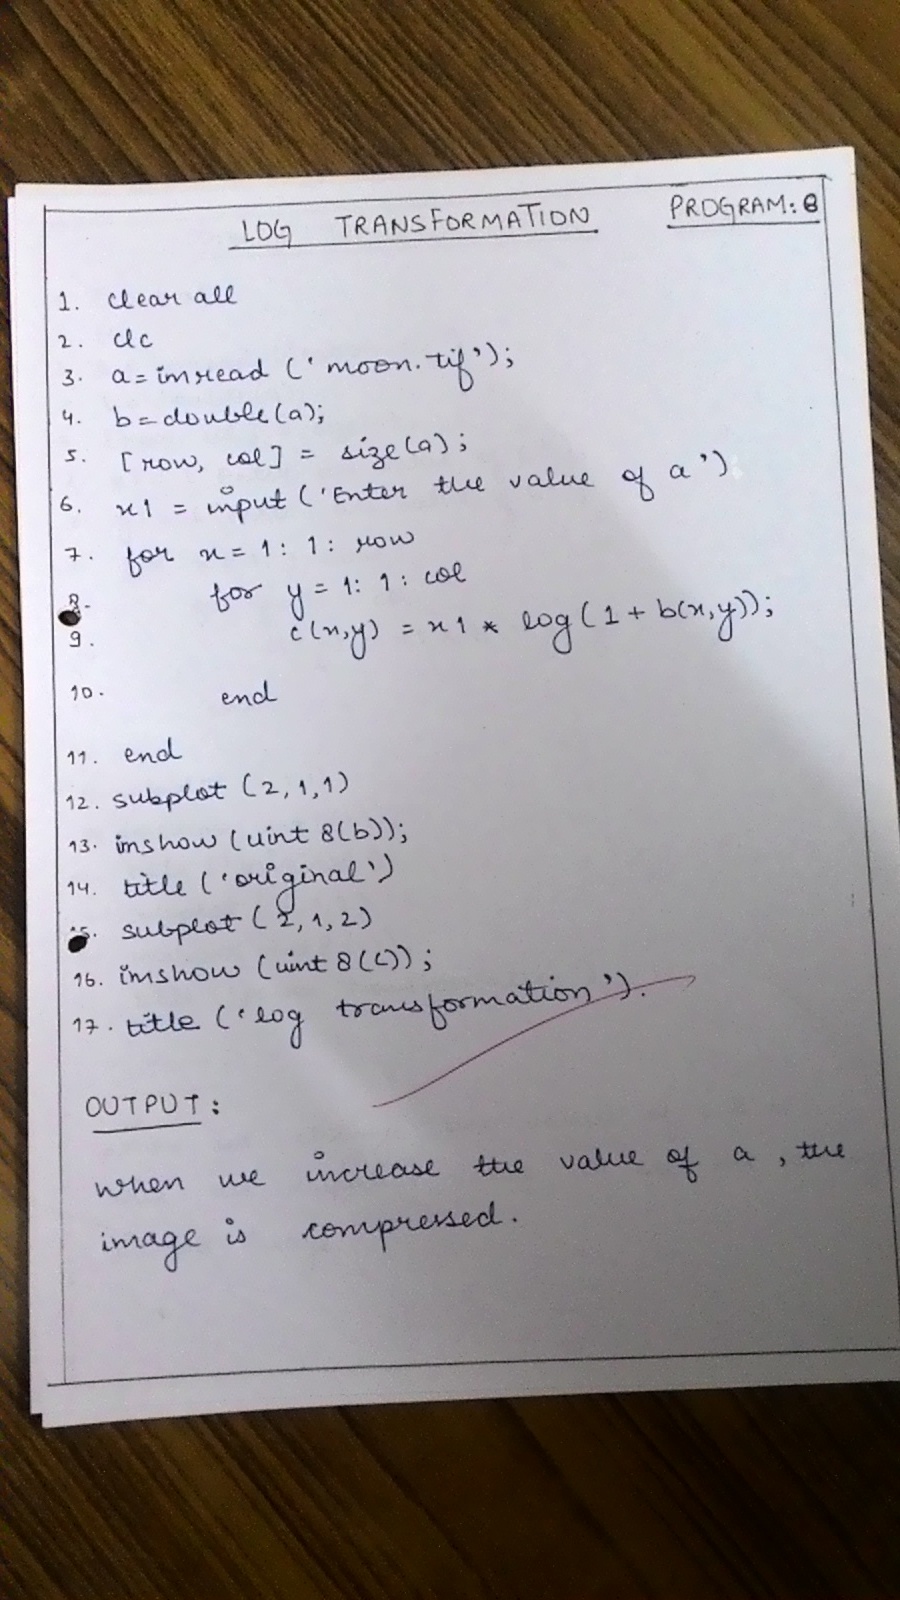 LOG TRANSFORMATION PROGRAM: 8
1. clear all
2. clc
3. a = imread ('moon.tif');
4. b = double(a);
5. [row, col] = size(a);
6. x1 = input ('Enter the value of a')
7. for x = 1: 1: row
8. for y = 1: 1: col
9. c(x,y) = x1 * log(1 + b(x,y));
10. end
11. end
12. subplot (2,1,1)
13. imshow (uint 8(b));
14. title ('original')
15. subplot (2,1,2)
16. imshow (uint 8(c));
17. title ('log transformation').
OUTPUT:
When we increase the value of a, the
image is compressed.